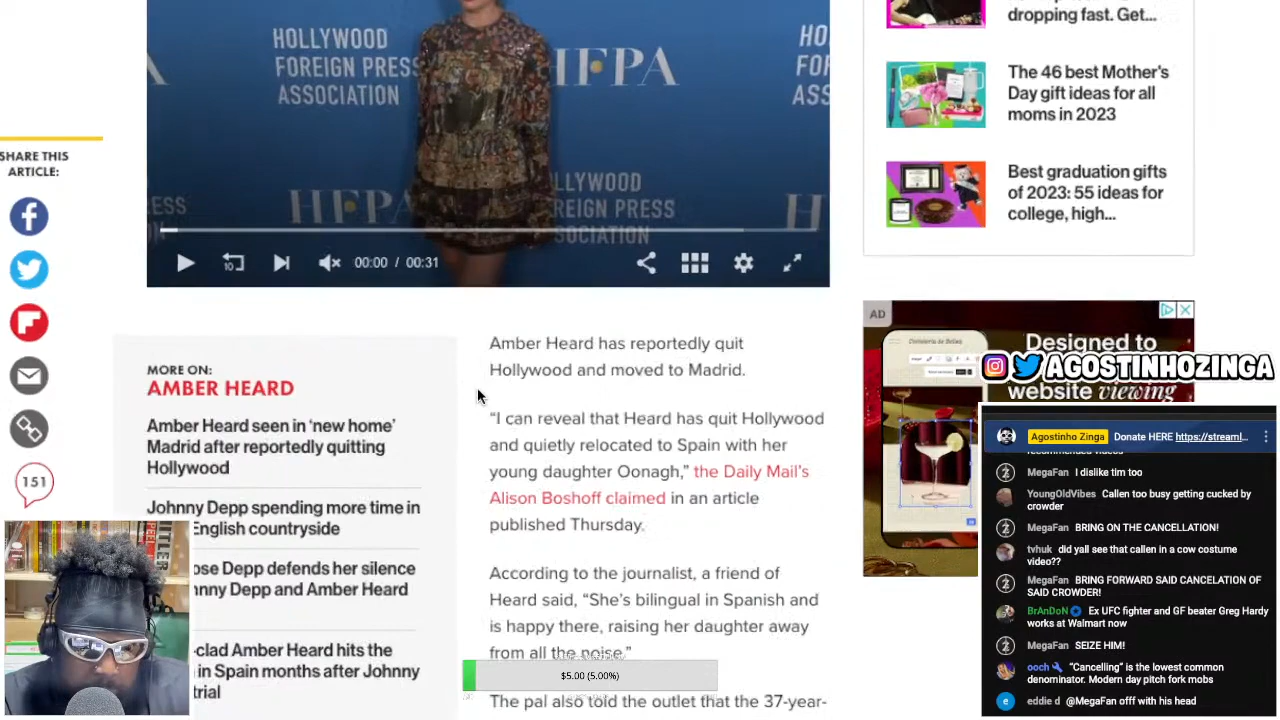 HOLLYWOOD
FOREIGN PRESS
ASSOCIATION
HFPA
HFPA
dropping fast. Get...
The 46 best Mother's
Day gift ideas for all
moms in 2023
Best graduation gifts
of 2023: 55 ideas for
college, high...
SHARE THIS
ARTICLE:
151
10
00:00 / 00:31
MORE ON:
AMBER HEARD
Amber Heard seen in ‘new home’
Madrid after reportedly quitting
Hollywood
Johnny Depp spending more time in
English countryside
ose Depp defends her silence
nny Depp and Amber Heard
-clad Amber Heard hits the
in Spain months after Johnny
trial
Amber Heard has reportedly quit
Hollywood and moved to Madrid.
“I can reveal that Heard has quit Hollywood
and quietly relocated to Spain with her
young daughter Oonagh,” the Daily Mail’s
Alison Boshoff claimed in an article
published Thursday.
According to the journalist, a friend of
Heard said, “She’s bilingual in Spanish and
is happy there, raising her daughter away
from all the noise.”
$5.00 (5.00%)
The pal also told the outlet that the 37-year-
AD
Designed to
website viewing
AGOSTINHOZINGA
Agostinho Zinga Donate HERE https://streaml...
recommended videos
MegaFan I dislike tim too
YoungOldVibes Callen too busy getting cucked by
crowder
MegaFan BRING ON THE CANCELLATION!
tvhuk did yall see that callen in a cow costume
video??
MegaFan BRING FORWARD SAID CANCELATION OF
SAID CROWDER!
BrAnDoN Ex UFC fighter and GF beater Greg Hardy
works at Walmart now
MegaFan SEIZE HIM!
ooch “Cancelling” is the lowest common
denominator. Modern day pitch fork mobs
e eddie d @MegaFan offf with his head